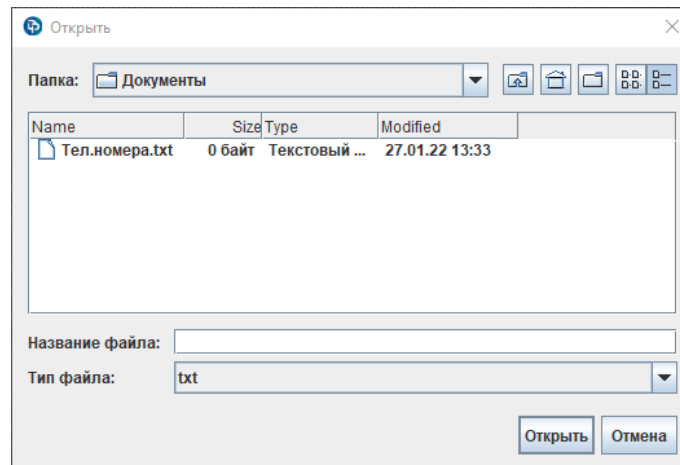 Открыть
Папка: Документы
Name Size Type Modified
Тел.номера.txt 0 байт Текстовый ... 27.01.22 13:33
Название файла:
Тип файла: txt
Открыть Отмена